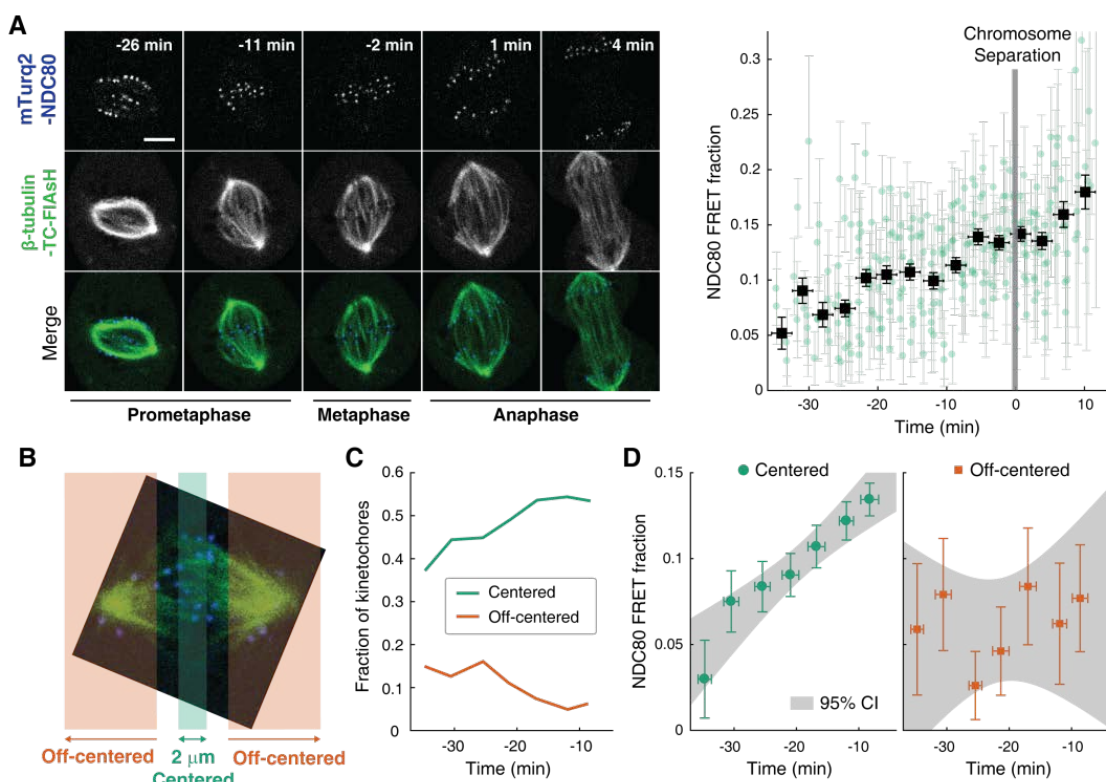 A
-26 min
-11 min
-2 min
1 min
4 min
mTurq2
-NDC80
β-tubulin
-TC-FlAsH
Merge
Prometaphase
Metaphase
Anaphase
Chromosome
Separation
NDC80 FRET fraction
0.3
0.25
0.2
0.15
0.1
0.05
0
-30
-20
-10
0
10
Time (min)
B
Off-centered
2 μm
Centered
Off-centered
C
Fraction of kinetochores
0.6
0.5
0.4
0.3
0.2
0.1
0
Centered
Off-centered
-30
-20
-10
Time (min)
D
Centered
Off-centered
NDC80 FRET fraction
0.15
0.1
0.05
0
95% CI
-30
-20
-10
-30
-20
-10
Time (min)
Time (min)